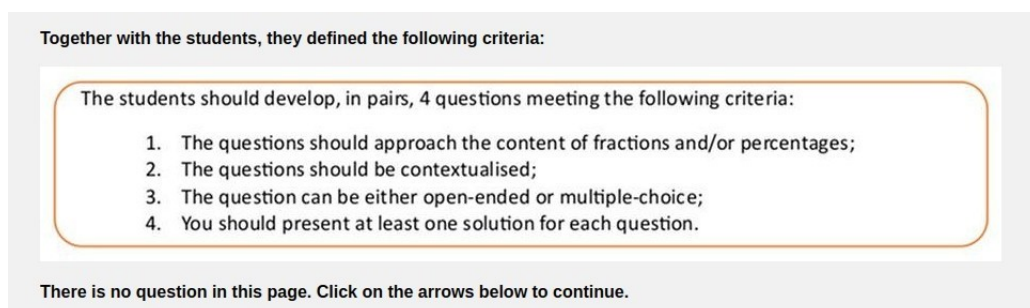 Together with the students, they defined the following criteria:
The students should develop, in pairs, 4 questions meeting the following criteria:
1. The questions should approach the content of fractions and/or percentages;
2. The questions should be contextualised;
3. The question can be either open-ended or multiple-choice;
4. You should present at least one solution for each question.
There is no question in this page. Click on the arrows below to continue.